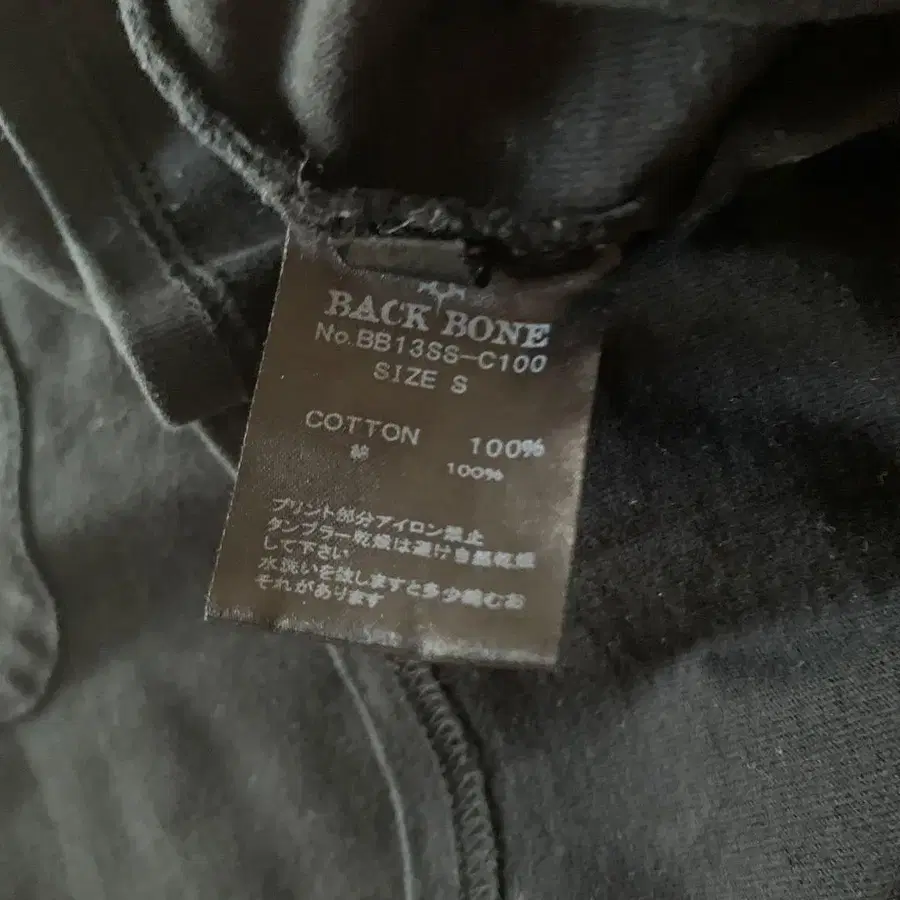 BACK BONE
No.BB13SS-C100
SIZE S
COTTON 100%
綿 100%
プリント部分アイロン禁止
タンブラー乾燥は避け自然乾燥
して下さい
水洗いを致しますと多少縮むお
それがあります